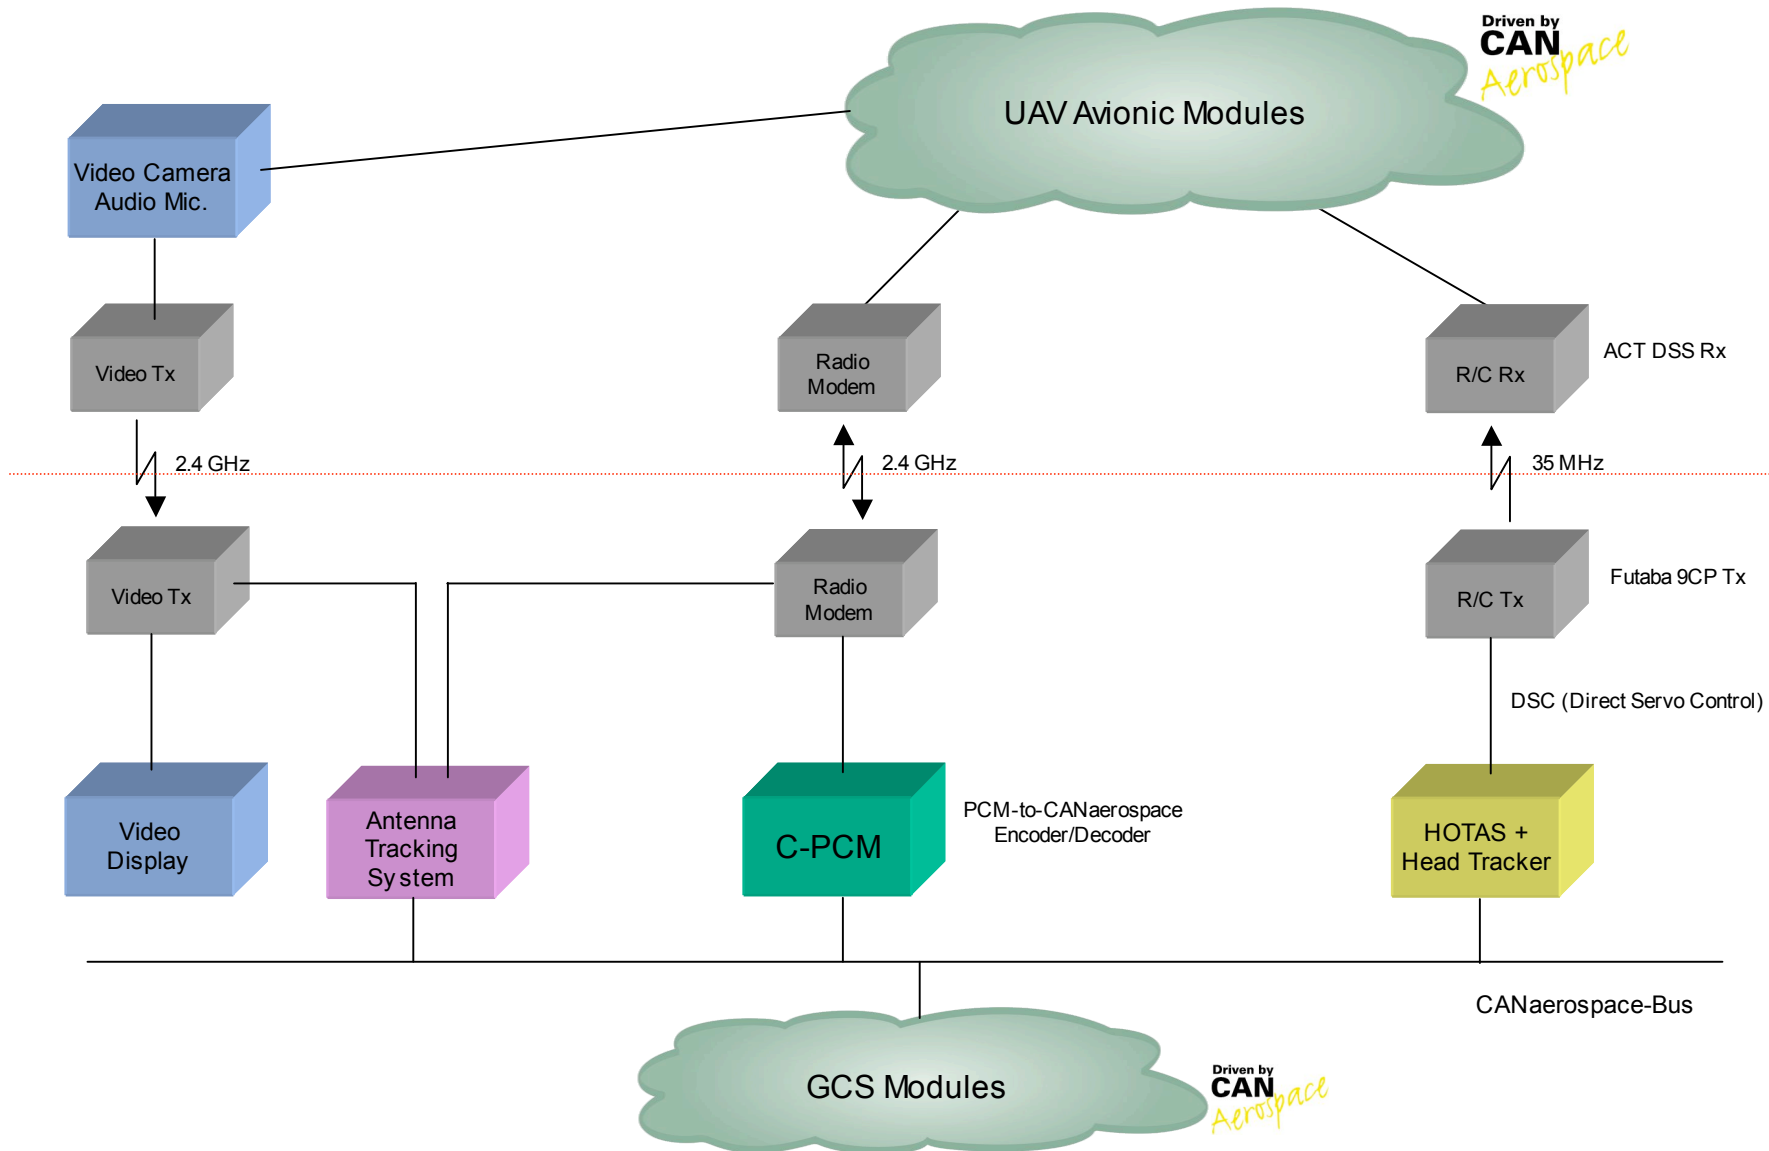 Driven by
CAN
Aerospace
UAV Avionic Modules
Video Camera
Audio Mic.
Video Tx
Radio
Modem
R/C Rx
ACT DSS Rx
2.4 GHz
2.4 GHz
35 MHz
Video Tx
Radio
Modem
R/C Tx
Futaba 9CP Tx
DSC (Direct Servo Control)
Video
Display
Antenna
Tracking
System
C-PCM
PCM-to-CANaerospace
Encoder/Decoder
HOTAS +
Head Tracker
CANaerospace-Bus
GCS Modules
Driven by
CAN
Aerospace